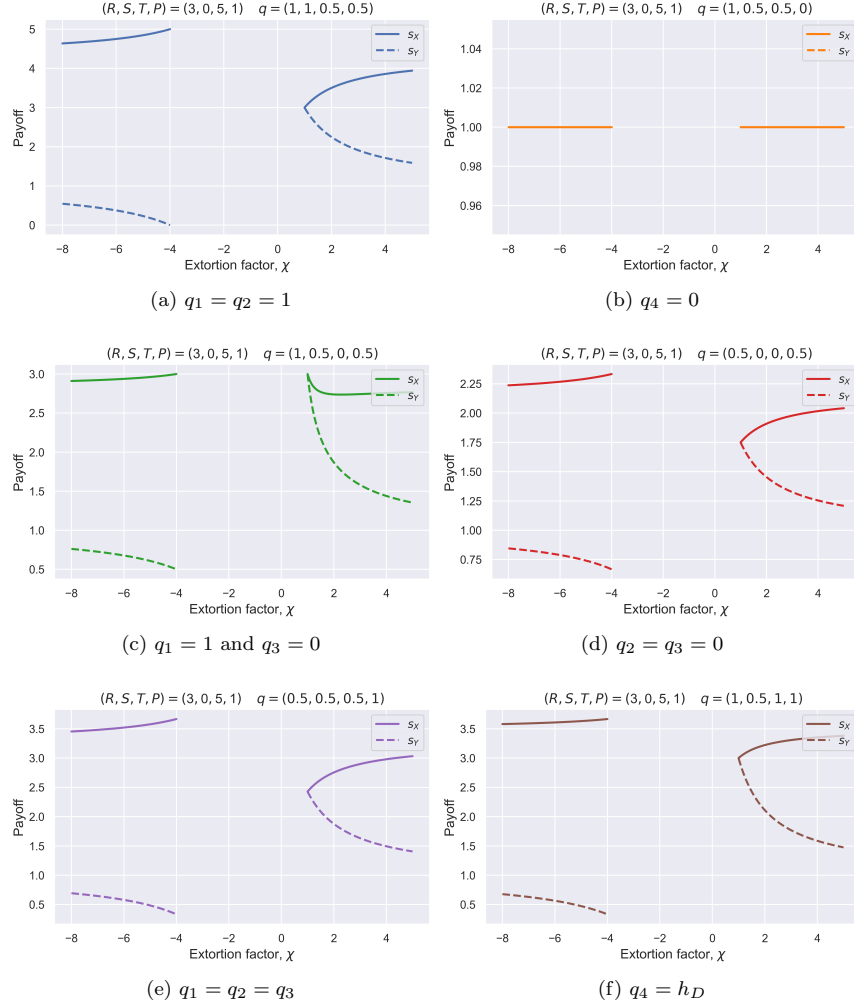 (R, S, T, P) = (3, 0, 5, 1) q = (1, 1, 0.5, 0.5)
5
4
3
2
1
0
Payoff
s_X
s_Y
−8 −6 −4 −2 0 2 4
Extortion factor, χ
(a) q₁ = q₂ = 1
(R, S, T, P) = (3, 0, 5, 1) q = (1, 0.5, 0.5, 0)
1.04
1.02
1.00
0.98
0.96
Payoff
s_X
s_Y
−8 −6 −4 −2 0 2 4
Extortion factor, χ
(b) q₄ = 0
(R, S, T, P) = (3, 0, 5, 1) q = (1, 0.5, 0, 0.5)
3.0
2.5
2.0
1.5
1.0
0.5
Payoff
s_X
s_Y
−8 −6 −4 −2 0 2 4
Extortion factor, χ
(c) q₁ = 1 and q₃ = 0
(R, S, T, P) = (3, 0, 5, 1) q = (0.5, 0, 0, 0.5)
2.25
2.00
1.75
1.50
1.25
1.00
0.75
Payoff
s_X
s_Y
−8 −6 −4 −2 0 2 4
Extortion factor, χ
(d) q₂ = q₃ = 0
(R, S, T, P) = (3, 0, 5, 1) q = (0.5, 0.5, 0.5, 1)
3.5
3.0
2.5
2.0
1.5
1.0
0.5
Payoff
s_X
s_Y
−8 −6 −4 −2 0 2 4
Extortion factor, χ
(e) q₁ = q₂ = q₃
(R, S, T, P) = (3, 0, 5, 1) q = (1, 0.5, 1, 1)
3.5
3.0
2.5
2.0
1.5
1.0
0.5
Payoff
s_X
s_Y
−8 −6 −4 −2 0 2 4
Extortion factor, χ
(f) q₄ = h_D